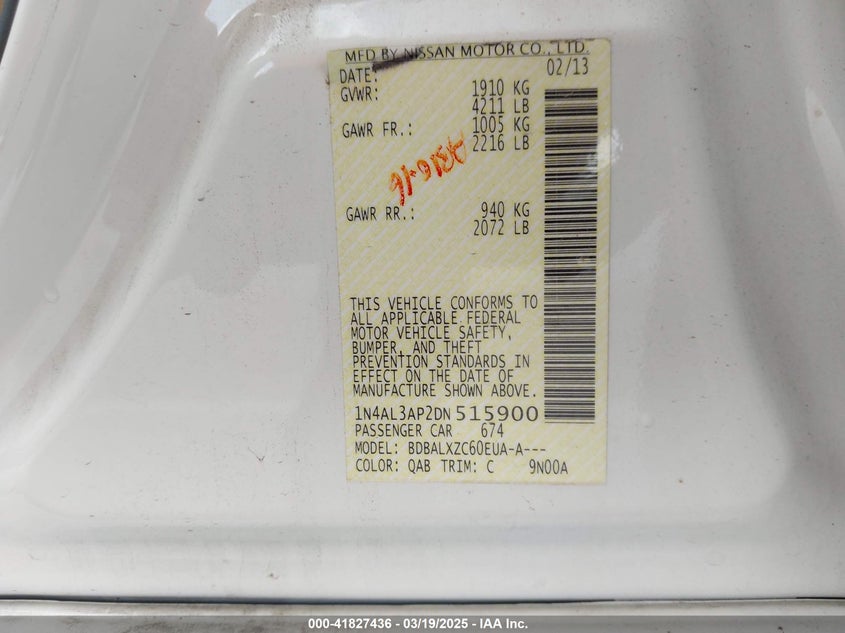 MFD BY NISSAN MOTOR CO., LTD.
DATE: 02/13
GVWR: 1910 KG
4211 LB
GAWR FR.: 1005 KG
2216 LB
GAWR RR.: 940 KG
2072 LB
THIS VEHICLE CONFORMS TO
ALL APPLICABLE FEDERAL
MOTOR VEHICLE SAFETY,
BUMPER, AND THEFT
PREVENTION STANDARDS IN
EFFECT ON THE DATE OF
MANUFACTURE SHOWN ABOVE.
1N4AL3AP2DN515900
PASSENGER CAR 674
MODEL: BDBALXZC60EUA-A---
COLOR: QAB TRIM: C 9N00A
000-41827436 - 03/19/2025 - IAA Inc.